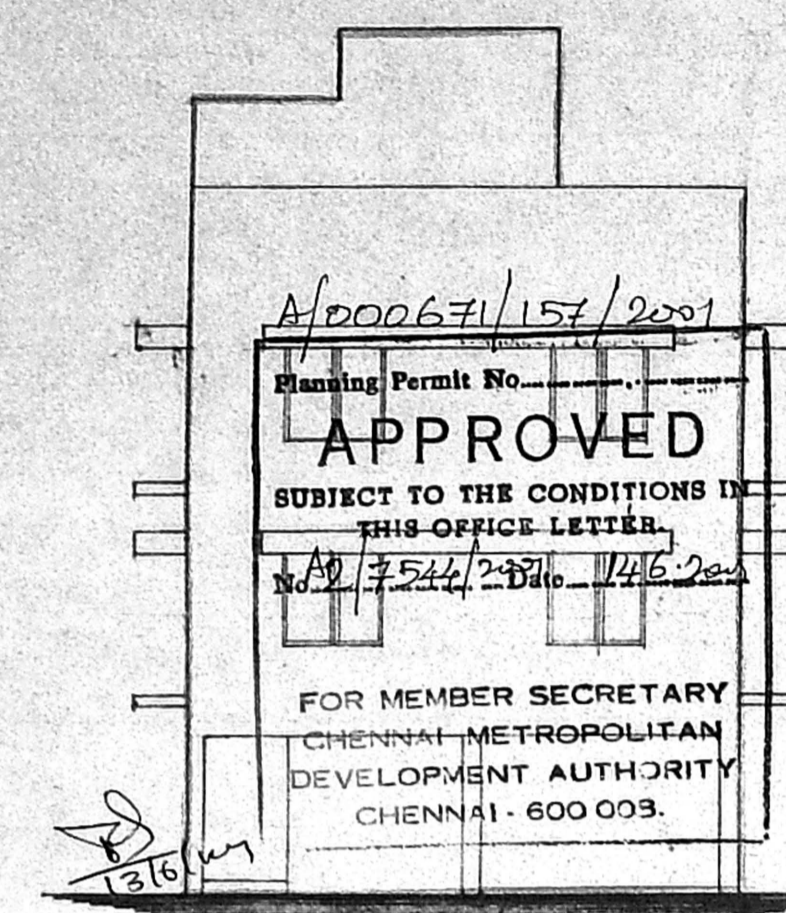 A/000671/157/2001
Planning Permit No.
APPROVED
SUBJECT TO THE CONDITIONS IN
THIS OFFICE LETTER.
No. A2/7544/2001 Date 14.6.2001
FOR MEMBER SECRETARY
CHENNAI METROPOLITAN
DEVELOPMENT AUTHORITY
CHENNAI - 600 008.
13/6/